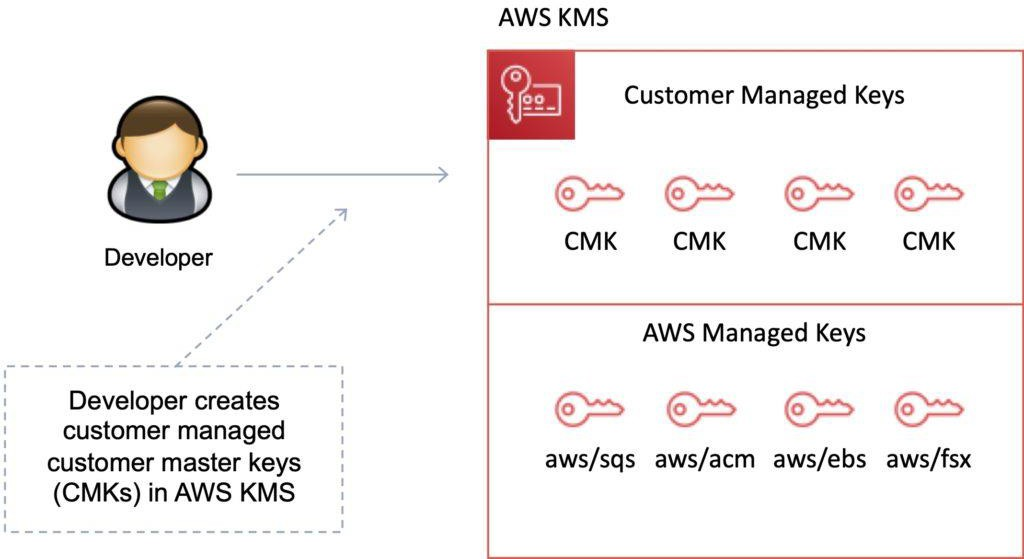 AWS KMS
Customer Managed Keys
CMK CMK CMK CMK
Developer
AWS Managed Keys
aws/sqs aws/acm aws/ebs aws/fsx
Developer creates
customer managed
customer master keys
(CMKs) in AWS KMS